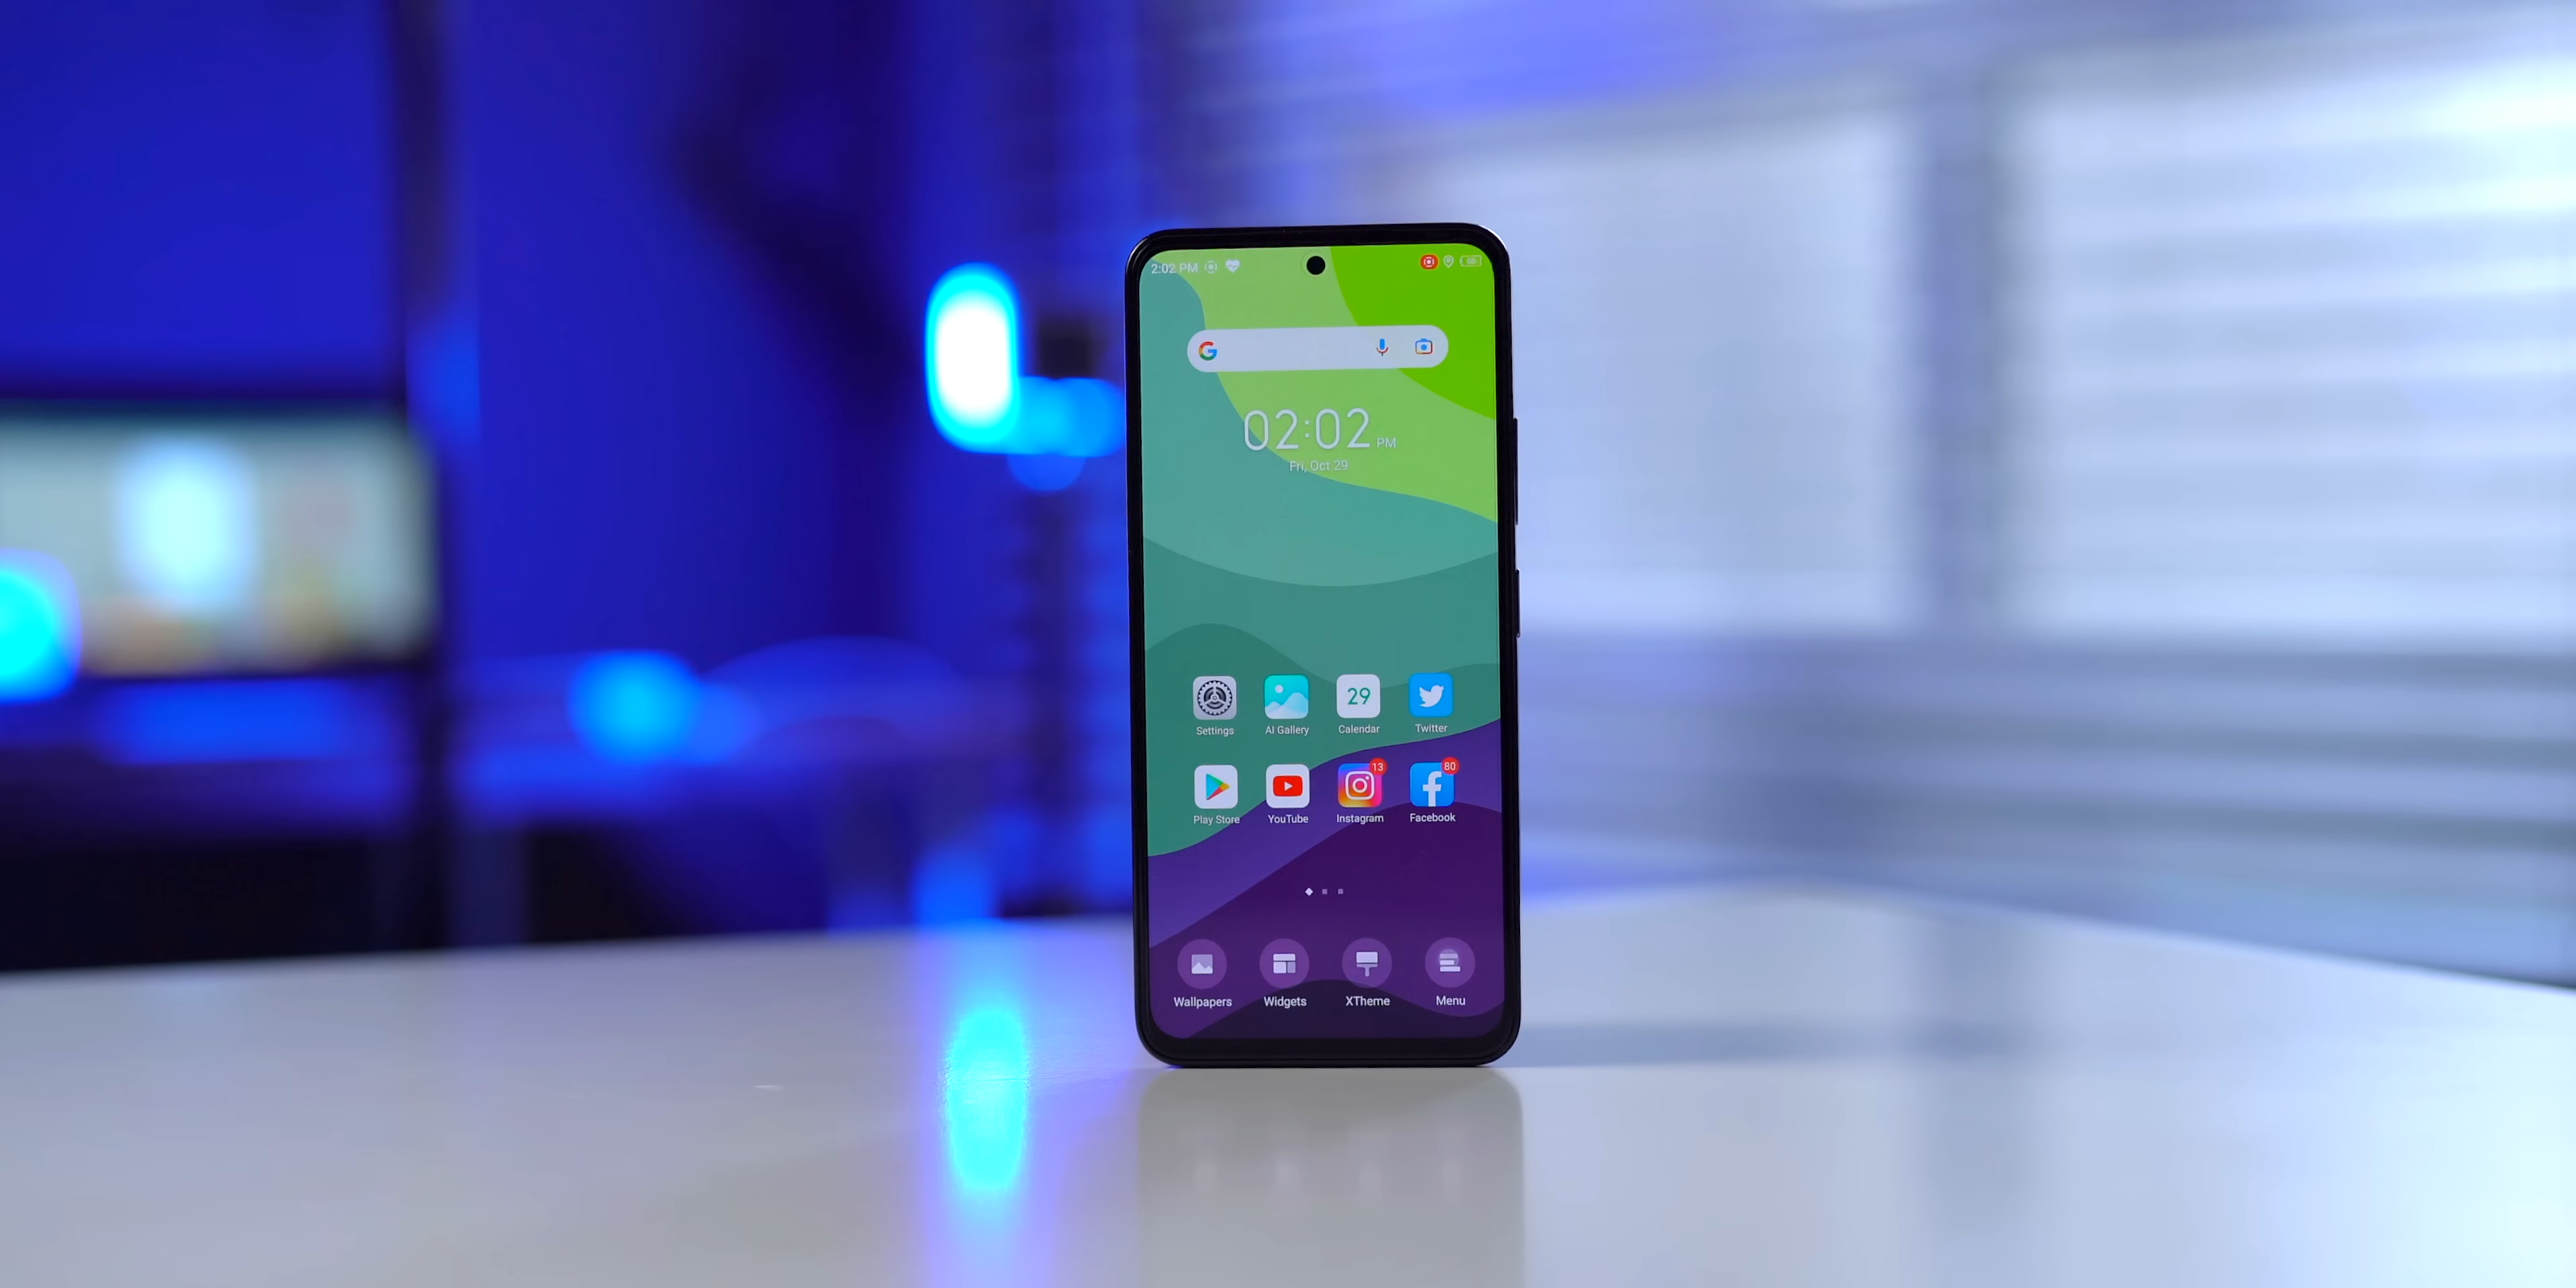 2:02 PM
66
G
02:02 PM
Fri, Oct 29
29
Settings AI Gallery Calendar Twitter
13 80
Play Store YouTube Instagram Facebook
Wallpapers Widgets XTheme Menu